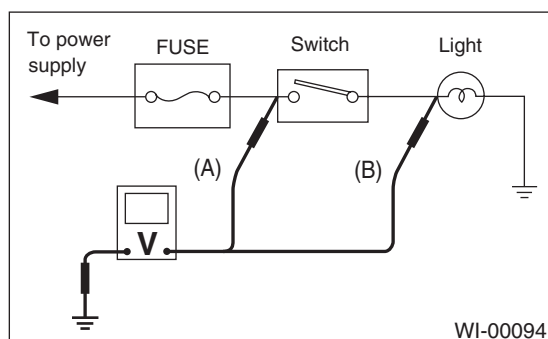 To power
supply
FUSE
Switch
Light
(A)
(B)
V
WI-00094